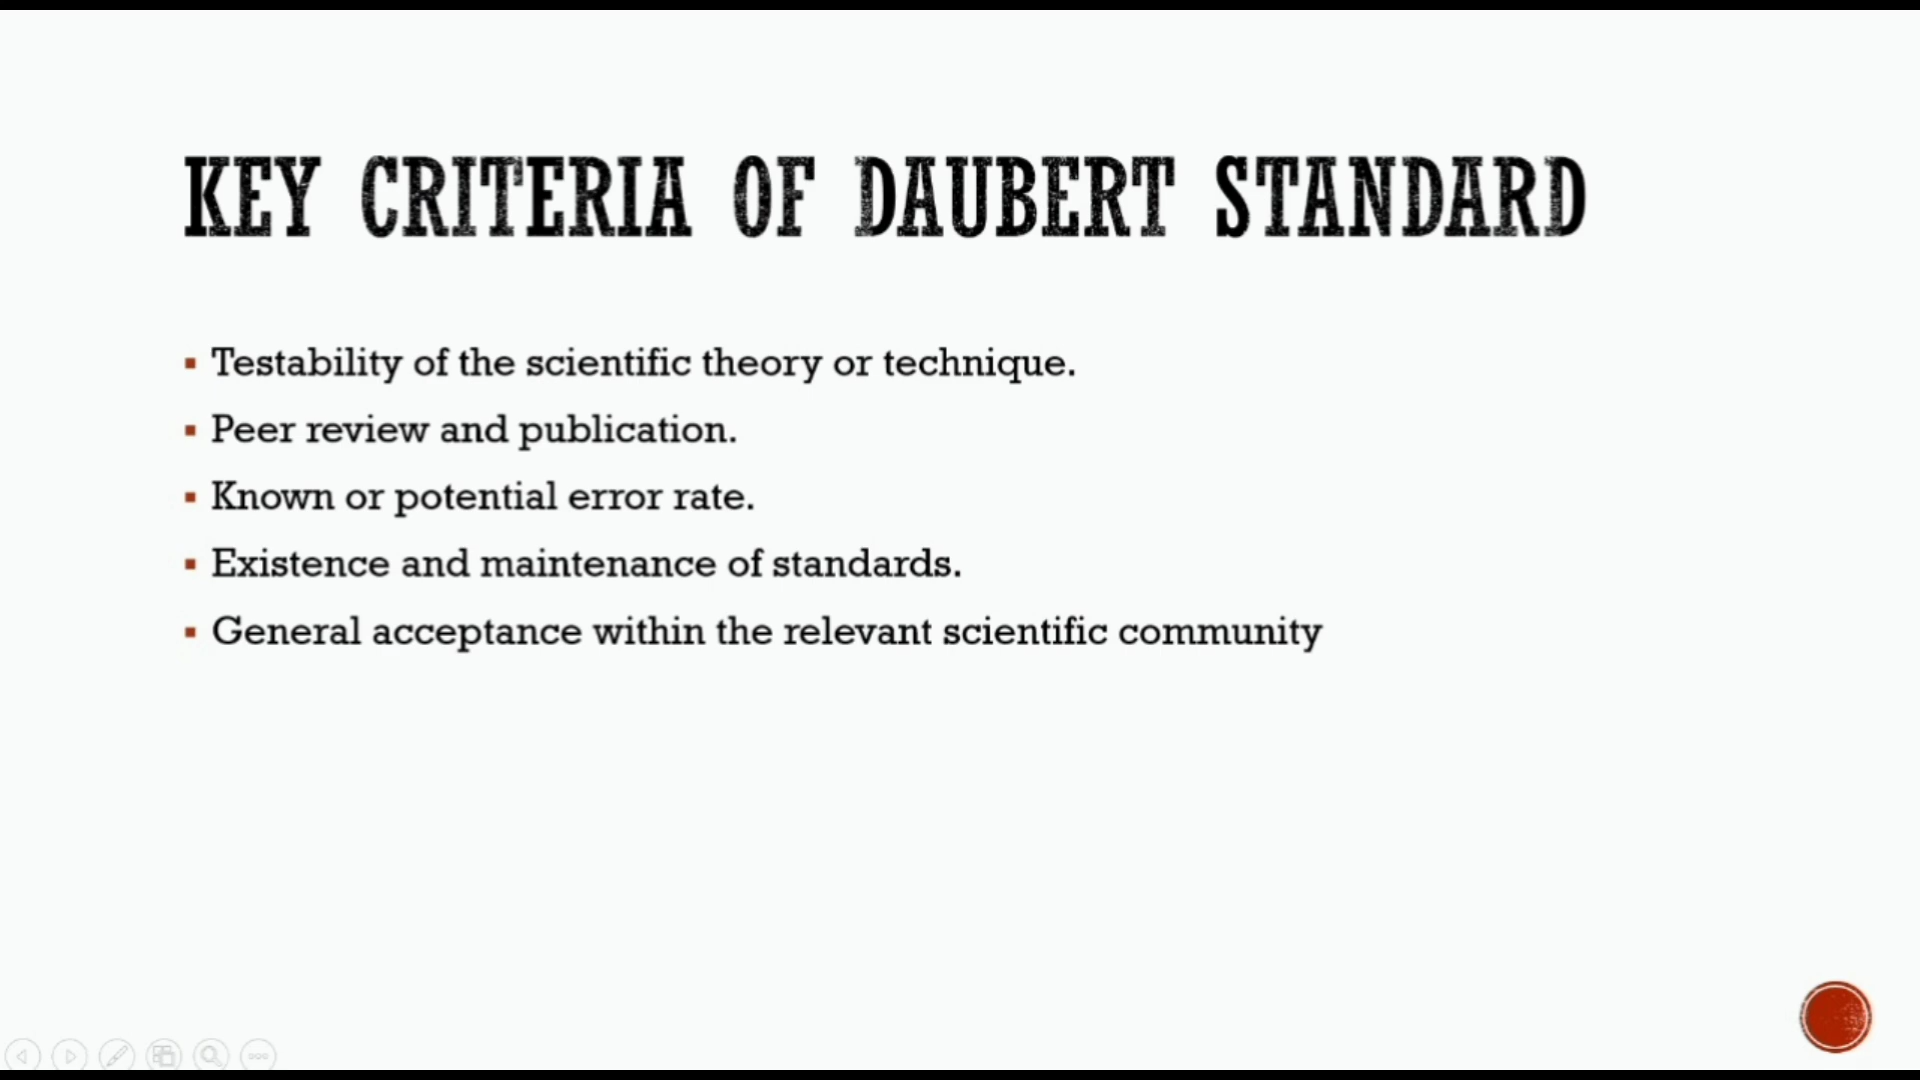 KEY CRITERIA OF DAUBERT STANDARD
Testability of the scientific theory or technique.
Peer review and publication.
Known or potential error rate.
Existence and maintenance of standards.
General acceptance within the relevant scientific community